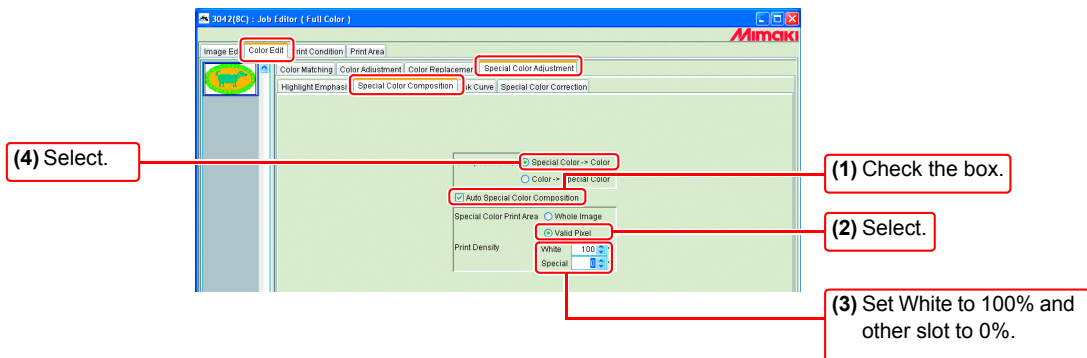 3042(BC) : Job Editor ( Full Color )
Mimaki
Image Ed Color Edit rint Condition Print Area
Color Matching Color Adjustment Color Replacemen Special Color Adjustment
Highlight Emphasi Special Color Composition k Curve Special Color Correction
(4) Select.
Special Color -> Color
Color -> pecial Color
(1) Check the box.
Auto Special Color Composition
Special Color Print Area Whole Image
Valid Pixel
(2) Select.
Print Density White 100
Special 0
(3) Set White to 100% and
other slot to 0%.